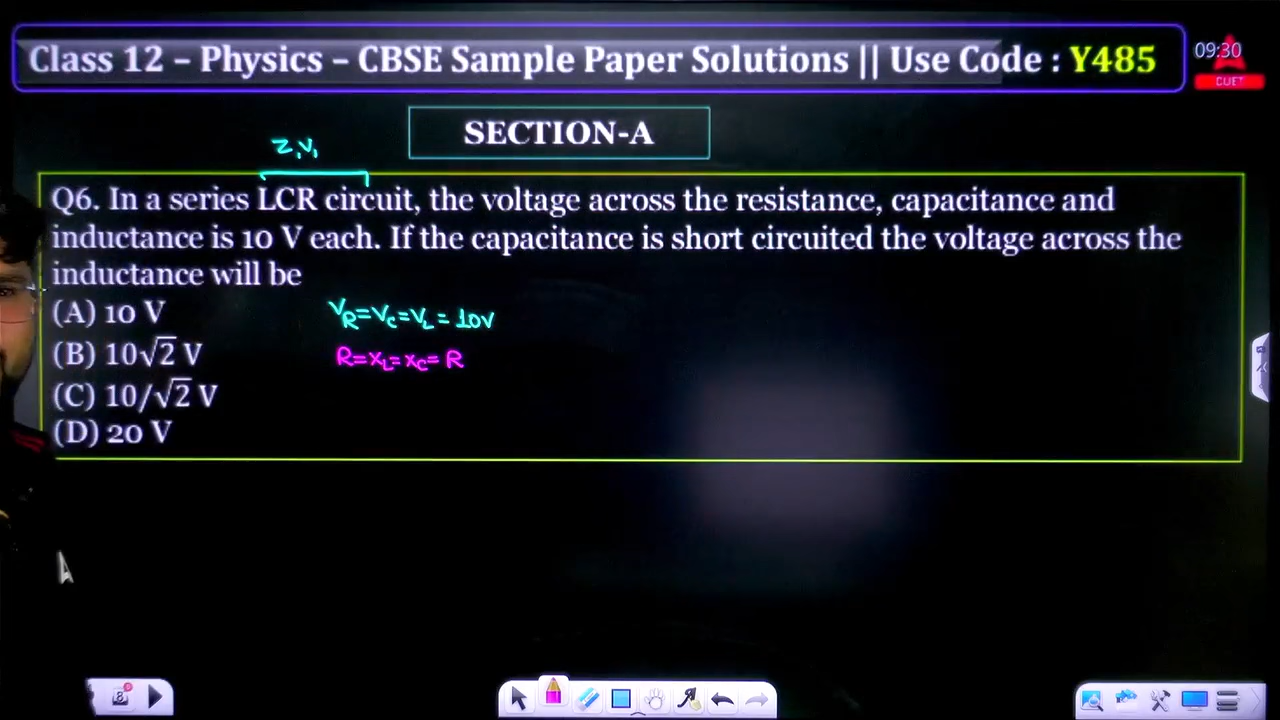 Class 12 – Physics – CBSE Sample Paper Solutions || Use Code : Y485
09:30
CUET
SECTION-A
Z, V,
Q6. In a series LCR circuit, the voltage across the resistance, capacitance and
inductance is 10 V each. If the capacitance is short circuited the voltage across the
inductance will be
(A) 10 V
(B) 10√2 V
(C) 10/√2 V
(D) 20 V
V_R = V_C = V_L = 10V
R = X_L = X_C = R
8